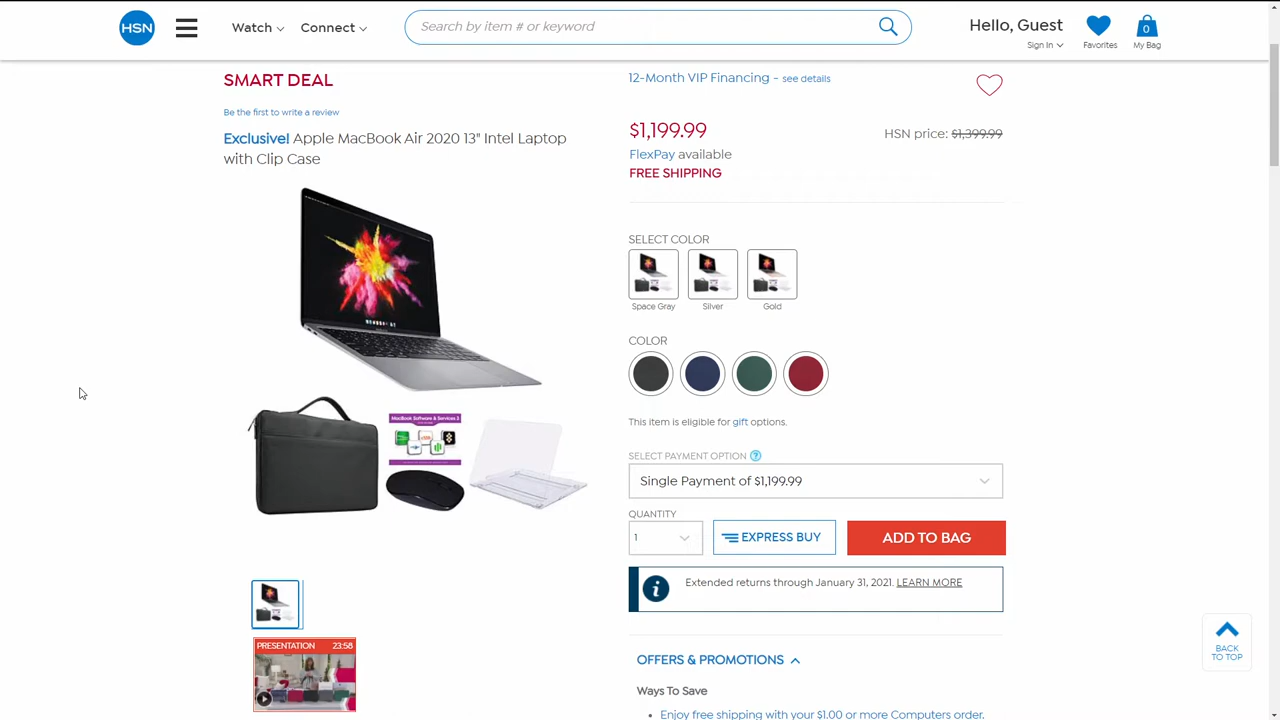 HSN
Watch
Connect
Search by item # or keyword
Hello, Guest
Sign In
Favorites
0
My Bag
SMART DEAL
Be the first to write a review
Exclusive! Apple MacBook Air 2020 13" Intel Laptop
with Clip Case
MacBook Software & Services 2
PRESENTATION 23:58
12-Month VIP Financing - see details
$1,199.99
HSN price: $1,399.99
FlexPay available
FREE SHIPPING
SELECT COLOR
Space Gray
Silver
Gold
COLOR
This item is eligible for gift options.
SELECT PAYMENT OPTION ?
Single Payment of $1,199.99
QUANTITY
1
EXPRESS BUY
ADD TO BAG
Extended returns through January 31, 2021. LEARN MORE
OFFERS & PROMOTIONS
Ways To Save
Enjoy free shipping with your $1.00 or more Computers order.
BACK
TO TOP